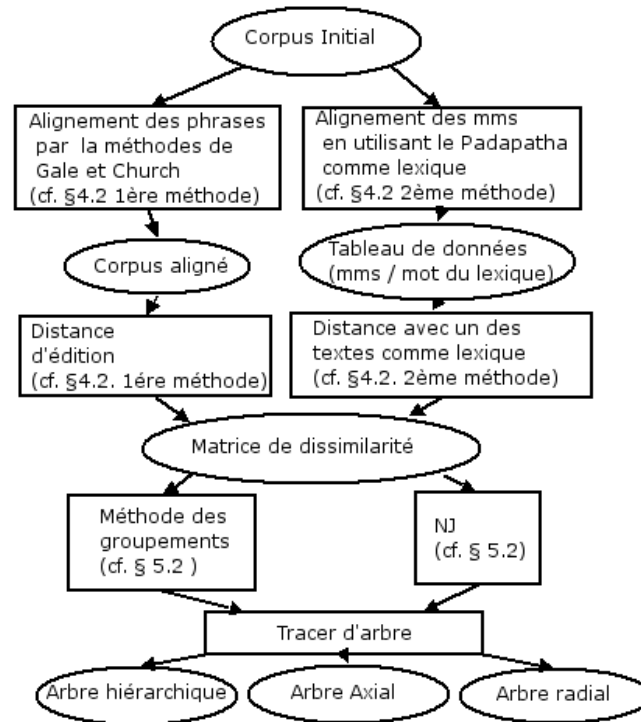 Corpus Initial
Alignement des phrases
par la méthodes de
Gale et Church
(cf. §4.2 1ère méthode)
Alignement des mms
en utilisant le Padapatha
comme lexique
(cf. §4.2 2ème méthode)
Corpus aligné
Tableau de données
(mms / mot du lexique)
Distance
d'édition
(cf. §4.2. 1ére méthode)
Distance avec un des
textes comme lexique
(cf. §4.2. 2ème méthode)
Matrice de dissimilarité
Méthode des
groupements
(cf. § 5.2 )
NJ
(cf. § 5.2)
Tracer d'arbre
Arbre hiérarchique
Arbre Axial
Arbre radial